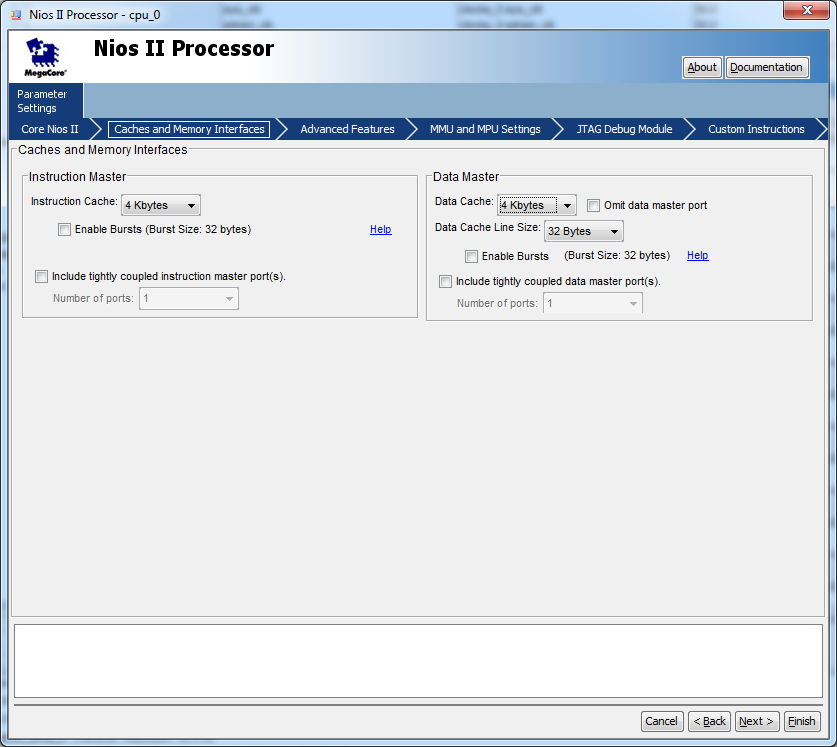 Nios II Processor - cpu_0
Nios II Processor
MegaCore®
About
Documentation
Parameter
Settings
Core Nios II
Caches and Memory Interfaces
Advanced Features
MMU and MPU Settings
JTAG Debug Module
Custom Instructions
Caches and Memory Interfaces
Instruction Master
Instruction Cache: 4 Kbytes
Enable Bursts (Burst Size: 32 bytes) Help
Include tightly coupled instruction master port(s).
Number of ports: 1
Data Master
Data Cache: 4 Kbytes Omit data master port
Data Cache Line Size: 32 Bytes
Enable Bursts (Burst Size: 32 bytes) Help
Include tightly coupled data master port(s).
Number of ports: 1
Cancel
< Back
Next >
Finish